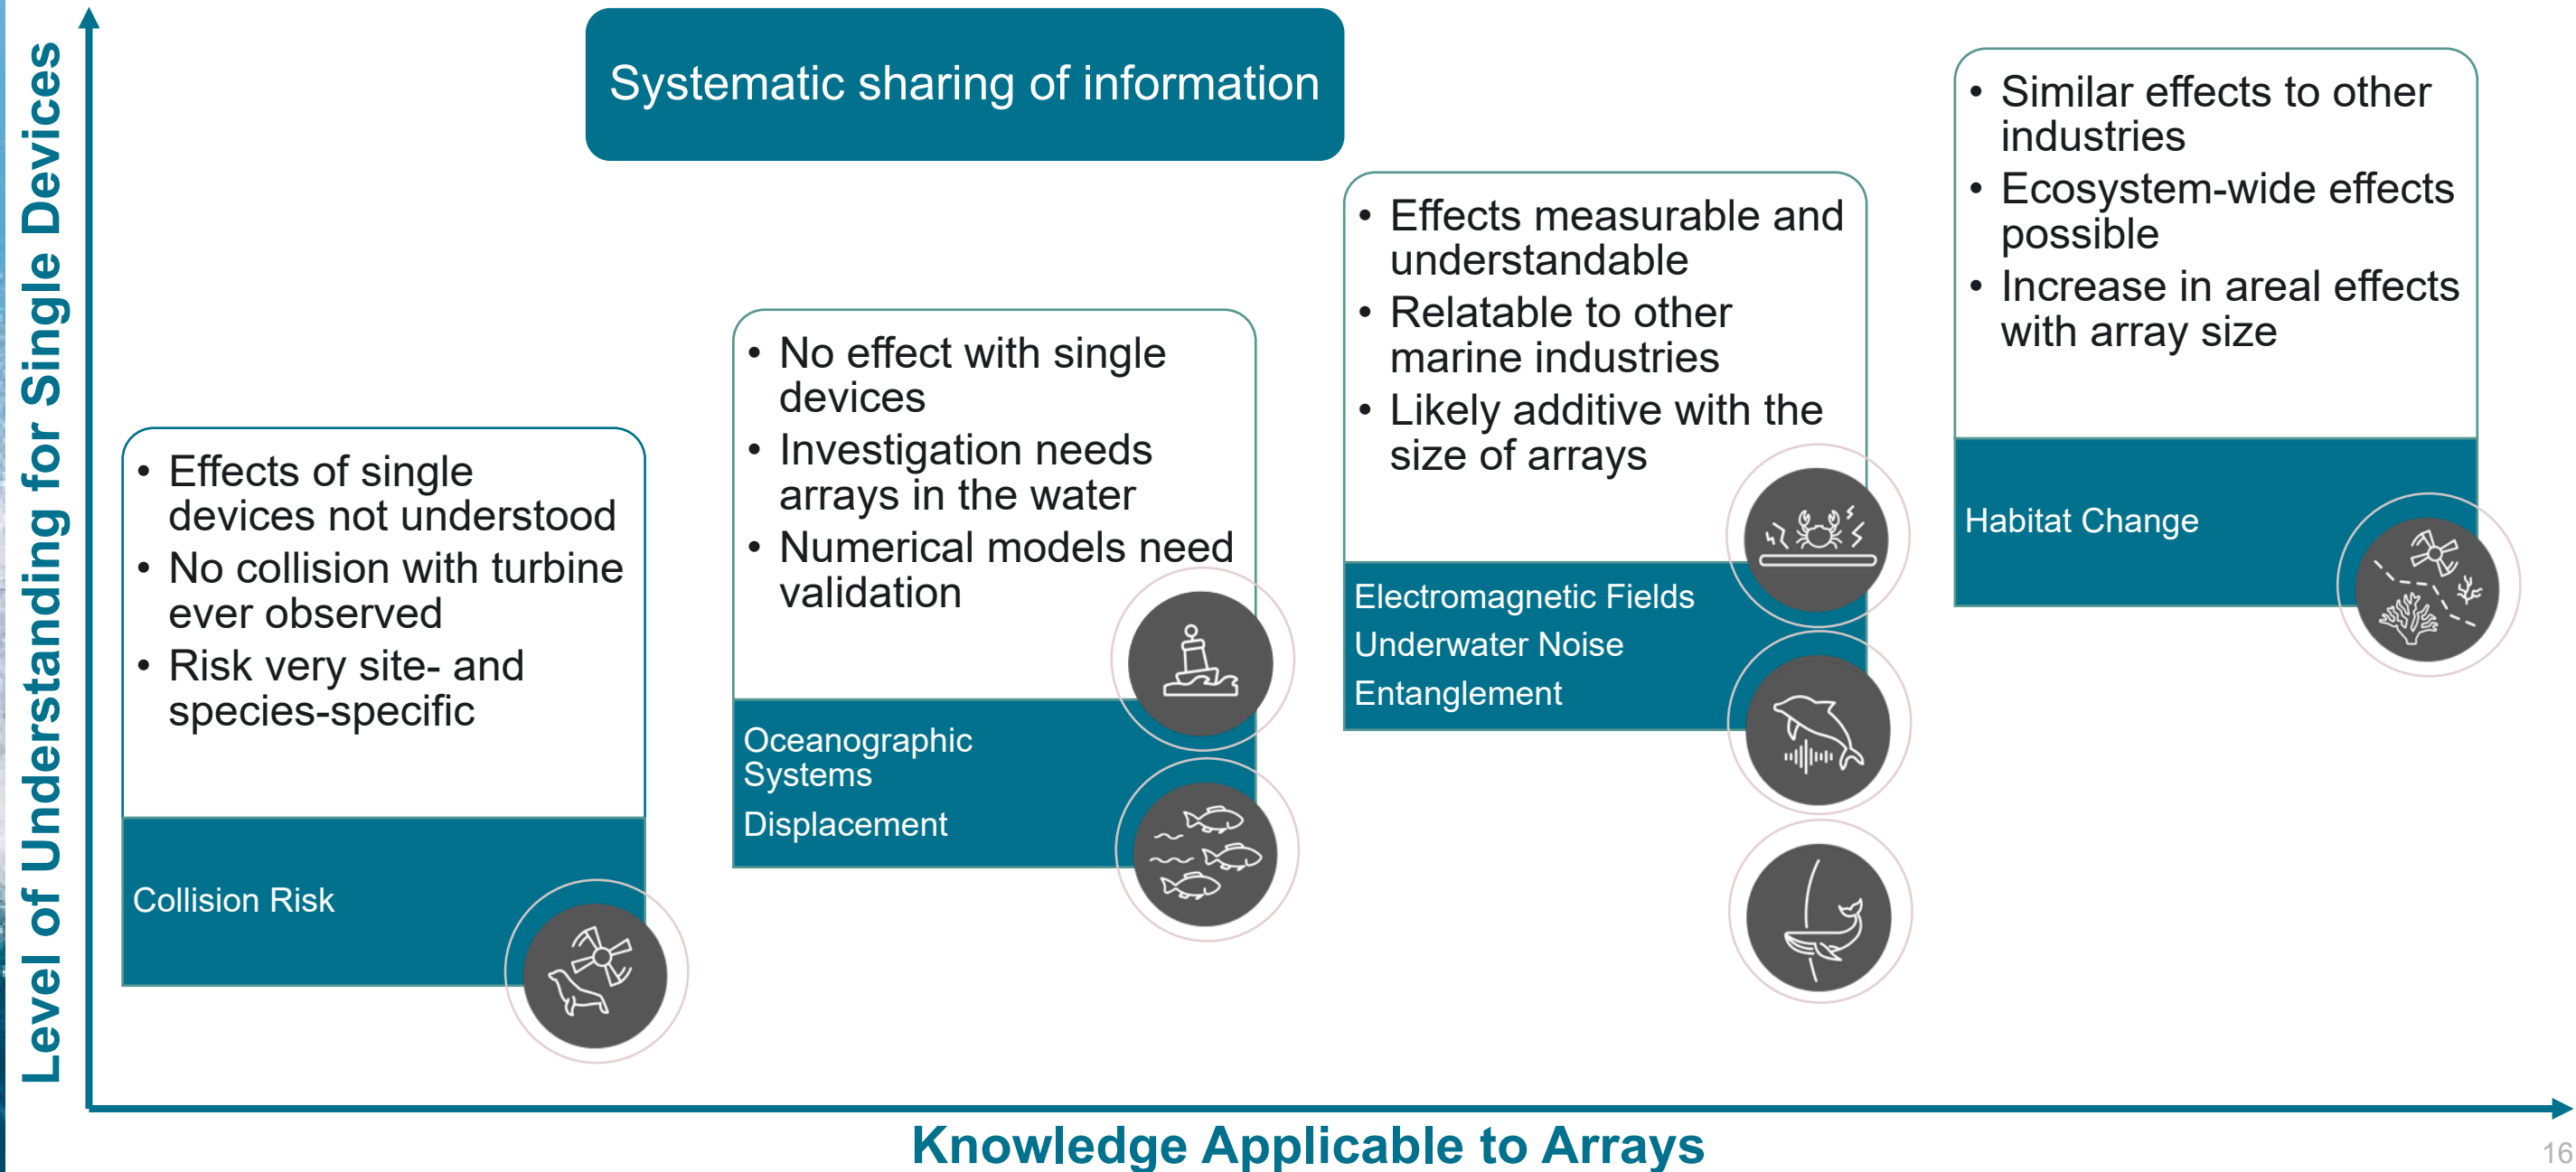 Level of Understanding for Single Devices
Systematic sharing of information
• Effects of single
devices not understood
• No collision with turbine
ever observed
• Risk very site- and
species-specific
Collision Risk
• No effect with single
devices
• Investigation needs
arrays in the water
• Numerical models need
validation
Oceanographic
Systems
Displacement
• Effects measurable and
understandable
• Relatable to other
marine industries
• Likely additive with the
size of arrays
Electromagnetic Fields
Underwater Noise
Entanglement
• Similar effects to other
industries
• Ecosystem-wide effects
possible
• Increase in areal effects
with array size
Habitat Change
Knowledge Applicable to Arrays
16